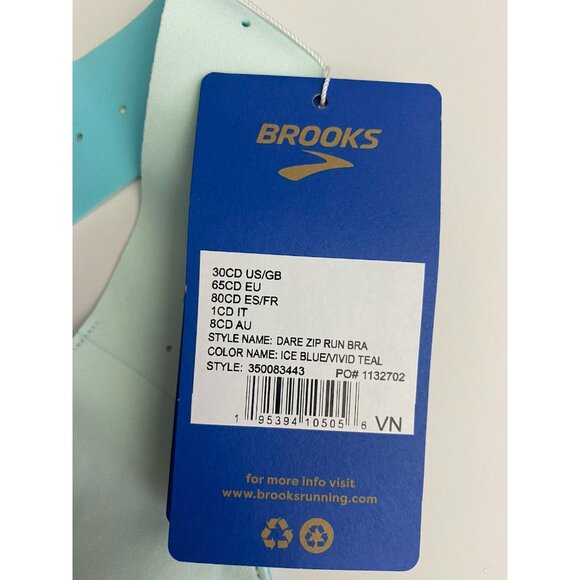 BROOKS
30CD US/GB
65CD EU
80CD ES/FR
1CD IT
8CD AU
STYLE NAME: DARE ZIP RUN BRA
COLOR NAME: ICE BLUE/VIVID TEAL
STYLE: 350083443 PO# 1132702
1 95394 10505 6 VN
for more info visit
www.brooksrunning.com